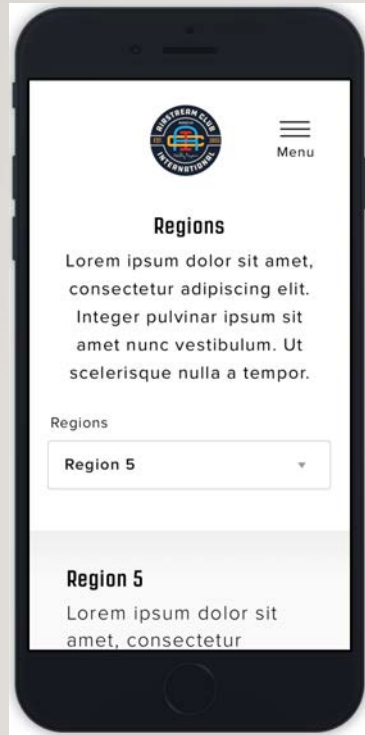 AIRSTREAM CLUB
INTERNATIONAL
Menu
Regions
Lorem ipsum dolor sit amet,
consectetur adipiscing elit.
Integer pulvinar ipsum sit
amet nunc vestibulum. Ut
scelerisque nulla a tempor.
Regions
Region 5
Region 5
Lorem ipsum dolor sit
amet, consectetur